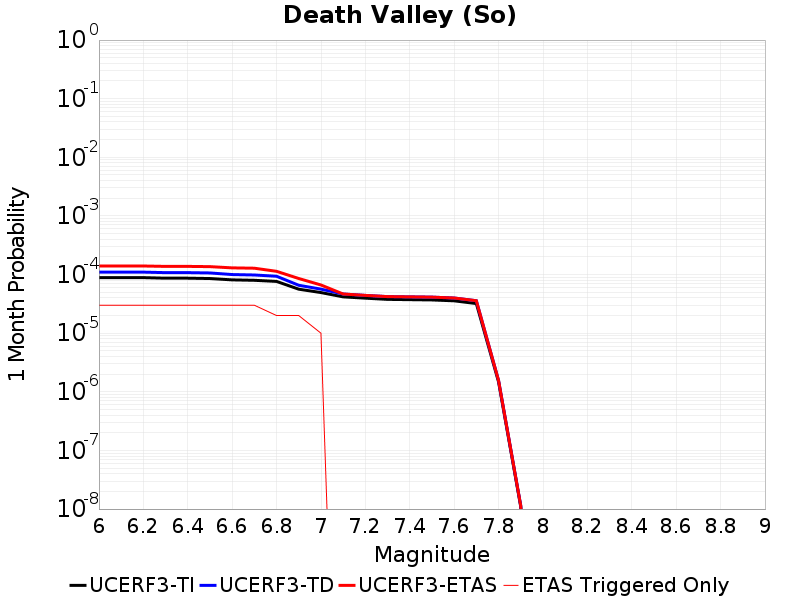 Death Valley (So)
10^0
10^-1
10^-2
10^-3
10^-4
10^-5
10^-6
10^-7
10^-8
1 Month Probability
6 6.2 6.4 6.6 6.8 7 7.2 7.4 7.6 7.8 8 8.2 8.4 8.6 8.8 9
Magnitude
UCERF3-TI UCERF3-TD UCERF3-ETAS ETAS Triggered Only